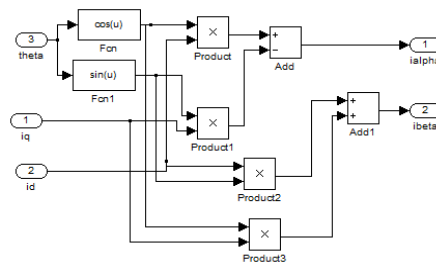 cos(u)
Fcn
3
theta
sin(u)
Fcn1
1
iq
2
id
×
Product
×
Product1
×
Product2
×
Product3
+
−
Add
+
+
Add1
1
ialpha
2
ibeta